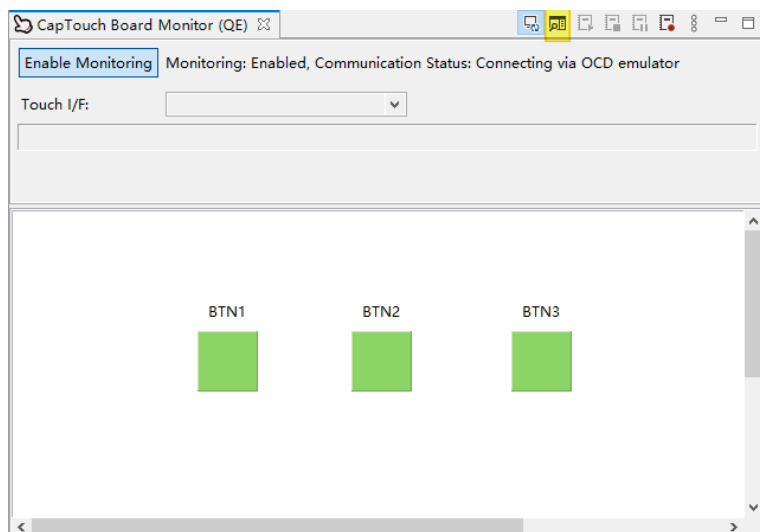 CapTouch Board Monitor (QE)
Enable Monitoring Monitoring: Enabled, Communication Status: Connecting via OCD emulator
Touch I/F:
BTN1 BTN2 BTN3